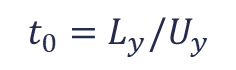 t₀ = L_y/U_y